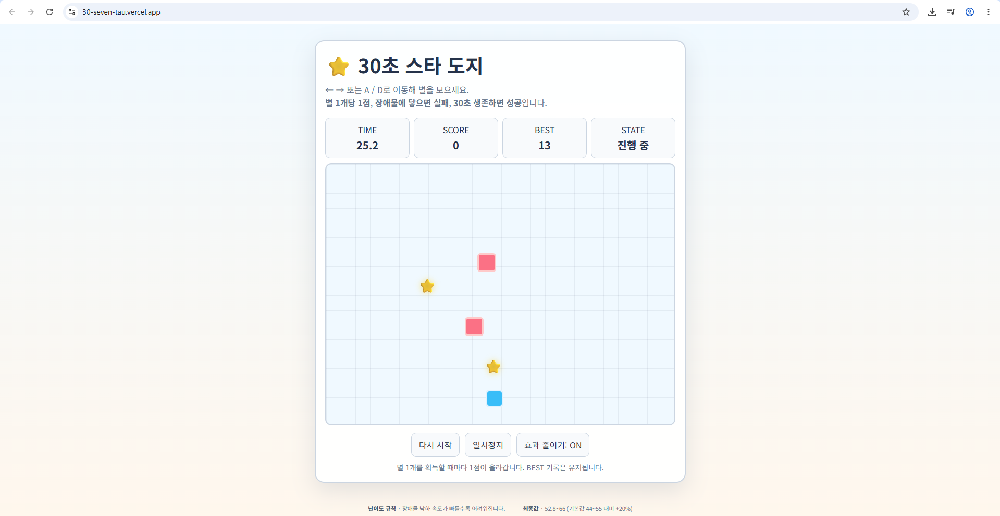 30-seven-tau.vercel.app
30초 스타 도지
← → 또는 A / D로 이동해 별을 모으세요.
별 1개당 1점, 장애물에 닿으면 실패, 30초 생존하면 성공입니다.
TIME
25.2
SCORE
0
BEST
13
STATE
진행 중
다시 시작
일시정지
효과 줄이기: ON
별 1개를 획득할 때마다 1점이 올라갑니다. BEST 기록은 유지됩니다.
난이도 규칙 · 장애물 낙하 속도가 빠를수록 어려워집니다.
최종값 · 52.8~66 (기본값 44~55 대비 +20%)